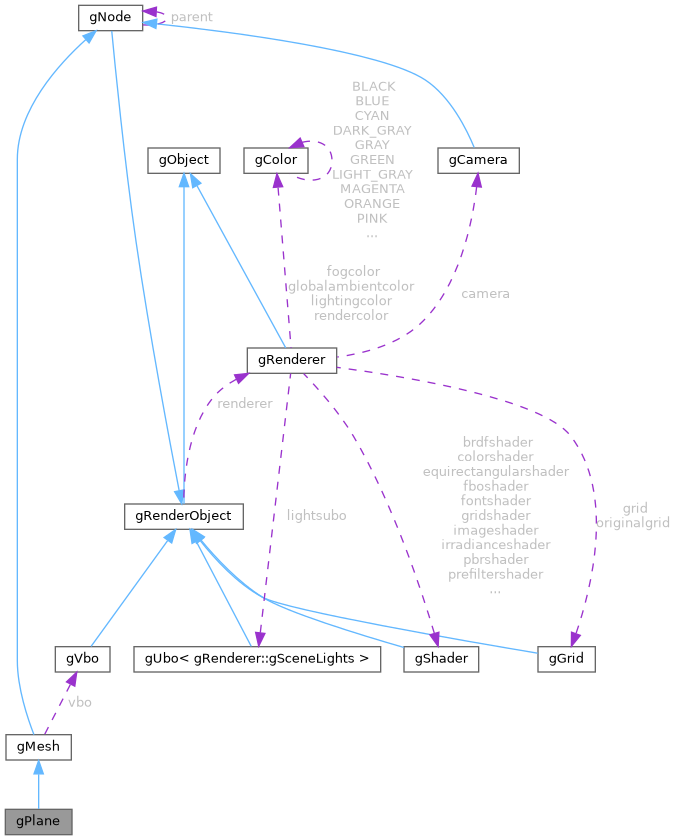 gNode
parent
BLACK
BLUE
CYAN
DARK_GRAY
GRAY
GREEN
LIGHT_GRAY
MAGENTA
ORANGE
PINK
...
gObject
gColor
gCamera
fogcolor
globalambientcolor
lightingcolor
rendercolor
camera
gRenderer
renderer
brdfshader
colorshader
equirectangularshader
fboshader
fontshader
gridshader
imageshader
irradianceshader
pbrshader
prefiltershader
...
grid
originalgrid
gRenderObject
lightsubo
gVbo
gUbo< gRenderer::gSceneLights >
gShader
gGrid
vbo
gMesh
gPlane